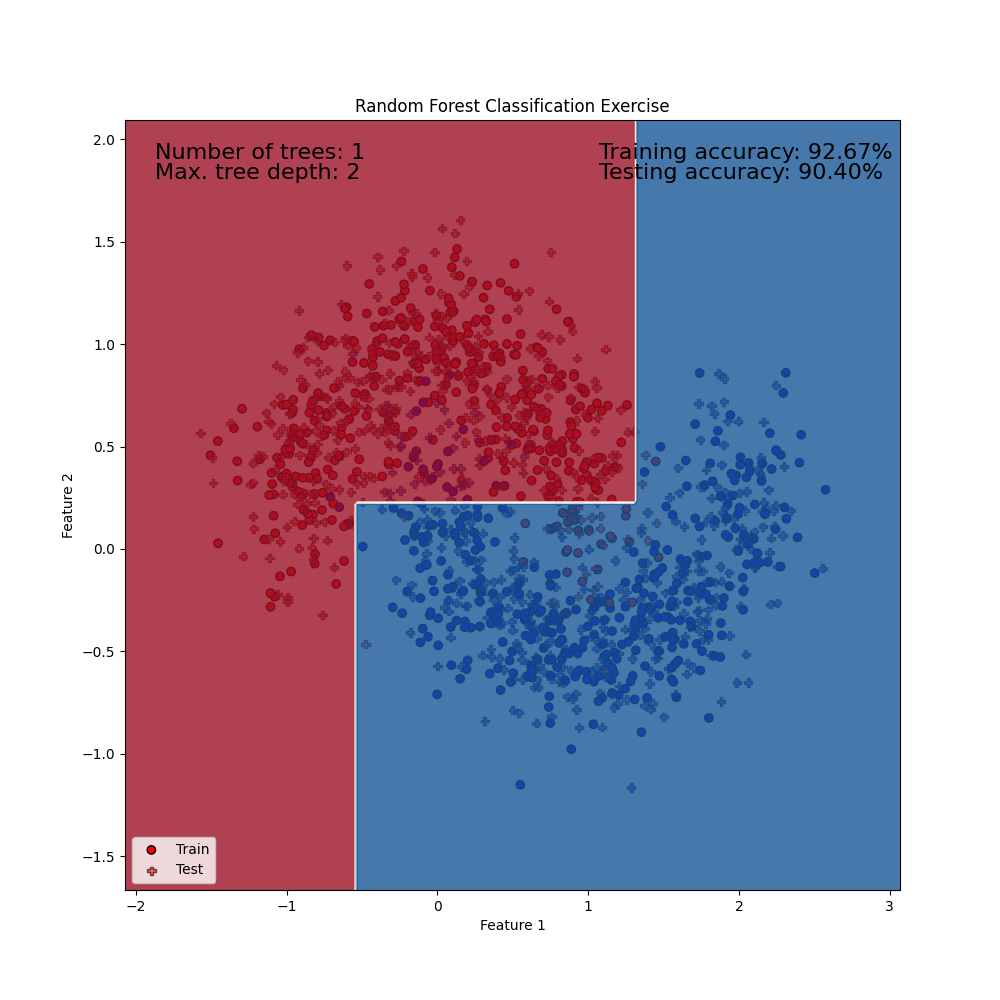 Random Forest Classification Exercise
Number of trees: 1
Max. tree depth: 2
Training accuracy: 92.67%
Testing accuracy: 90.40%
2.0
1.5
1.0
0.5
0.0
−0.5
−1.0
−1.5
Feature 2
Train
Test
−2
−1
0
1
2
3
Feature 1